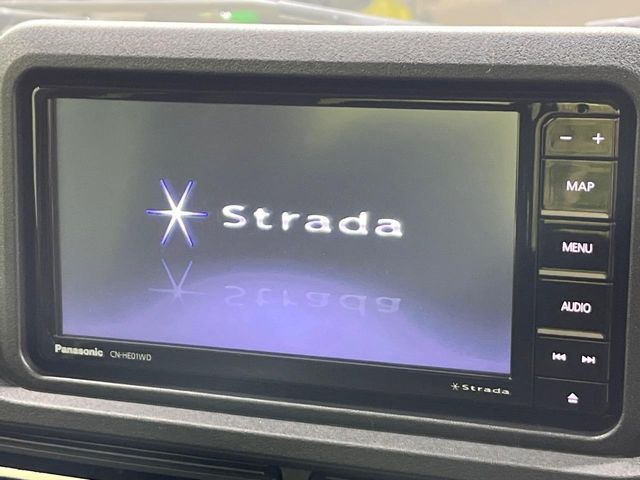 Strada
− +
MAP
MENU
AUDIO
Panasonic CN-HE01WD
Strada